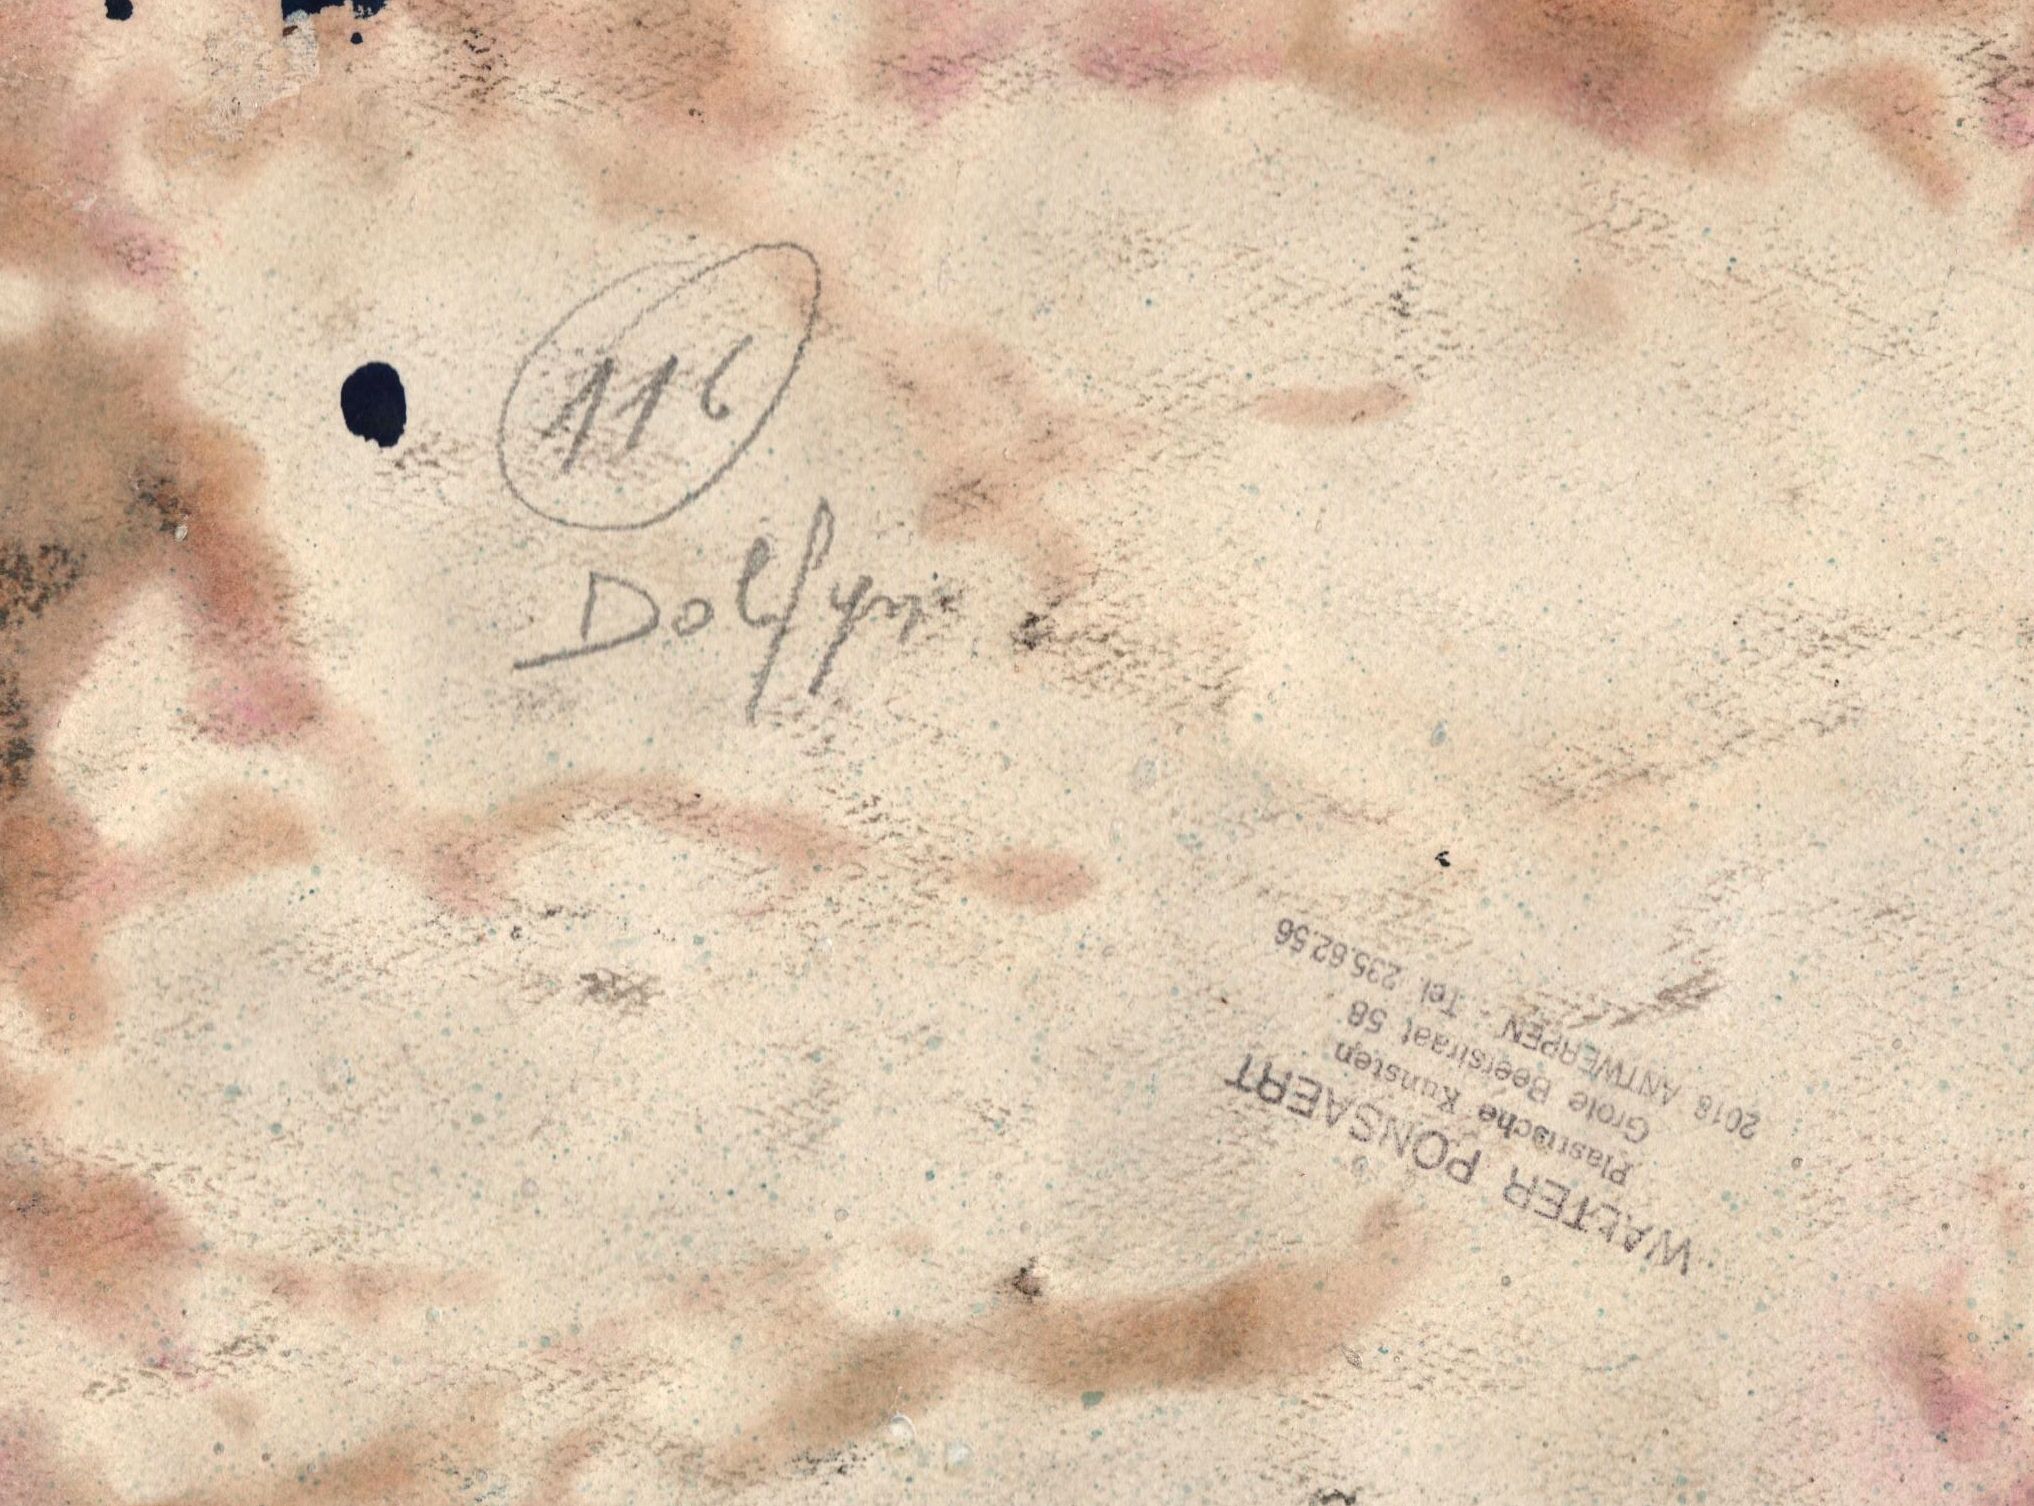 116
Dolfyn
WALTER PONSAERT
Plastische Kunsten
Grote Beerstraat 58
2018 ANTWERPEN - Tel. 235.62.56